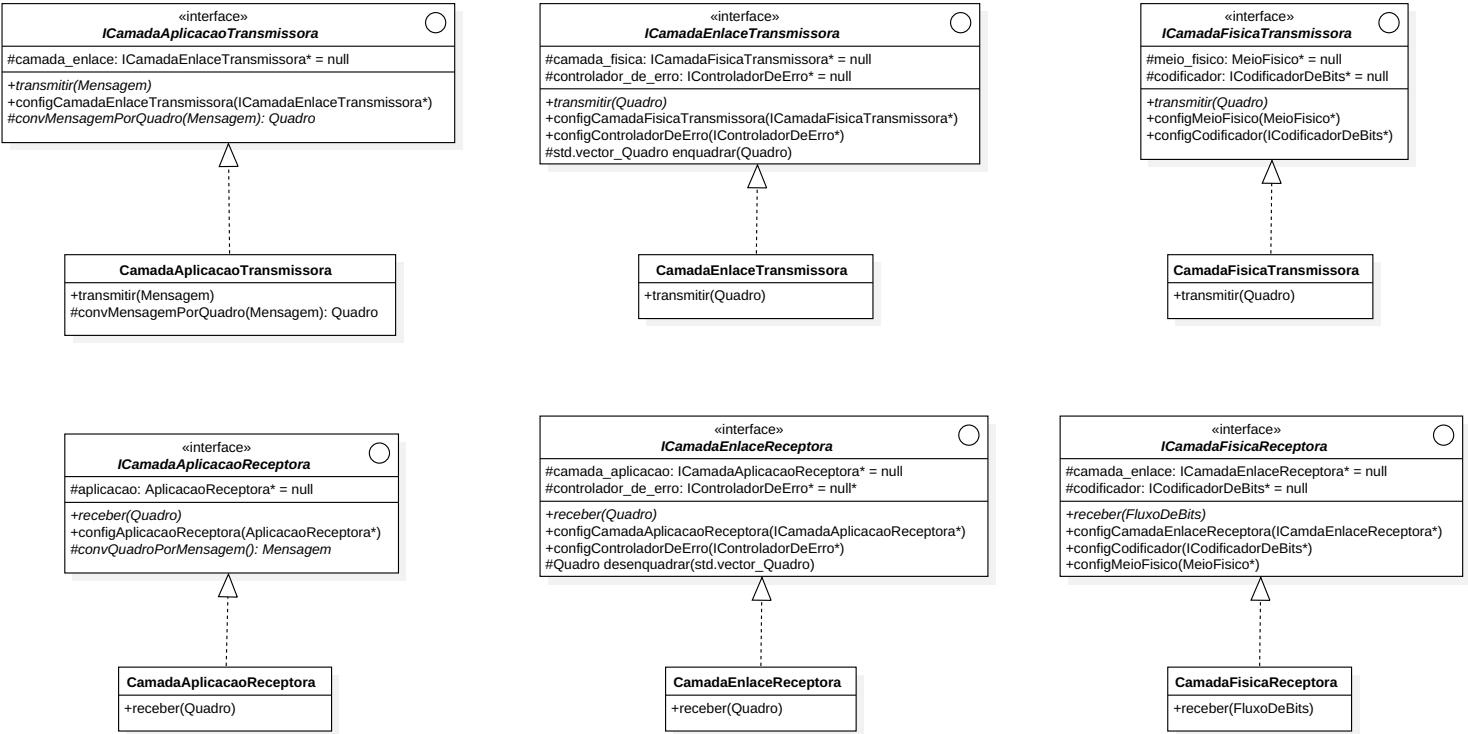 «interface»
ICamadaAplicacaoTransmissora
#camada_enlace: ICamadaEnlaceTransmissora* = null
+transmitir(Mensagem)
+configCamadaEnlaceTransmissora(ICamadaEnlaceTransmissora*)
#convMensagemPorQuadro(Mensagem): Quadro
«interface»
ICamadaEnlaceTransmissora
#camada_fisica: ICamadaFisicaTransmissora* = null
#controlador_de_erro: IControladorDeErro* = null
+transmitir(Quadro)
+configCamadaFisicaTransmissora(ICamadaFisicaTransmissora*)
+configControladorDeErro(IControladorDeErro*)
#std.vector_Quadro enquadrar(Quadro)
«interface»
ICamadaFisicaTransmissora
#meio_fisico: MeioFisico* = null
#codificador: ICodificadorDeBits* = null
+transmitir(Quadro)
+configMeioFisico(MeioFisico*)
+configCodificador(ICodificadorDeBits*)
CamadaAplicacaoTransmissora
+transmitir(Mensagem)
#convMensagemPorQuadro(Mensagem): Quadro
CamadaEnlaceTransmissora
+transmitir(Quadro)
CamadaFisicaTransmissora
+transmitir(Quadro)
«interface»
ICamadaAplicacaoReceptora
#aplicacao: AplicacaoReceptora* = null
+receber(Quadro)
+configAplicacaoReceptora(AplicacaoReceptora*)
#convQuadroPorMensagem(): Mensagem
«interface»
ICamadaEnlaceReceptora
#camada_aplicacao: ICamadaAplicacaoReceptora* = null
#controlador_de_erro: IControladorDeErro* = null*
+receber(Quadro)
+configCamadaAplicacaoReceptora(ICamadaAplicacaoReceptora*)
+configControladorDeErro(IControladorDeErro*)
#Quadro desenquadrar(std.vector_Quadro)
«interface»
ICamadaFisicaReceptora
#camada_enlace: ICamadaEnlaceReceptora* = null
#codificador: ICodificadorDeBits* = null
+receber(FluxoDeBits)
+configCamadaEnlaceReceptora(ICamdaEnlaceReceptora*)
+configCodificador(ICodificadorDeBits*)
+configMeioFisico(MeioFisico*)
CamadaAplicacaoReceptora
+receber(Quadro)
CamadaEnlaceReceptora
+receber(Quadro)
CamadaFisicaReceptora
+receber(FluxoDeBits)